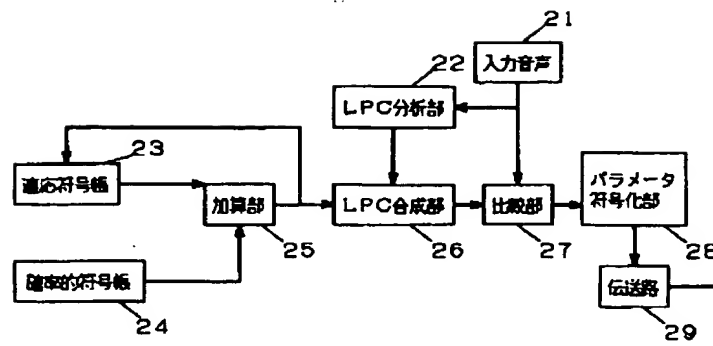 21
22
入力音声
LPC分析部
23
適応符号帳
加算部
LPC合成部
比較部
パラメータ
符号化部
25
26
27
28
確率的符号帳
24
伝送路
29